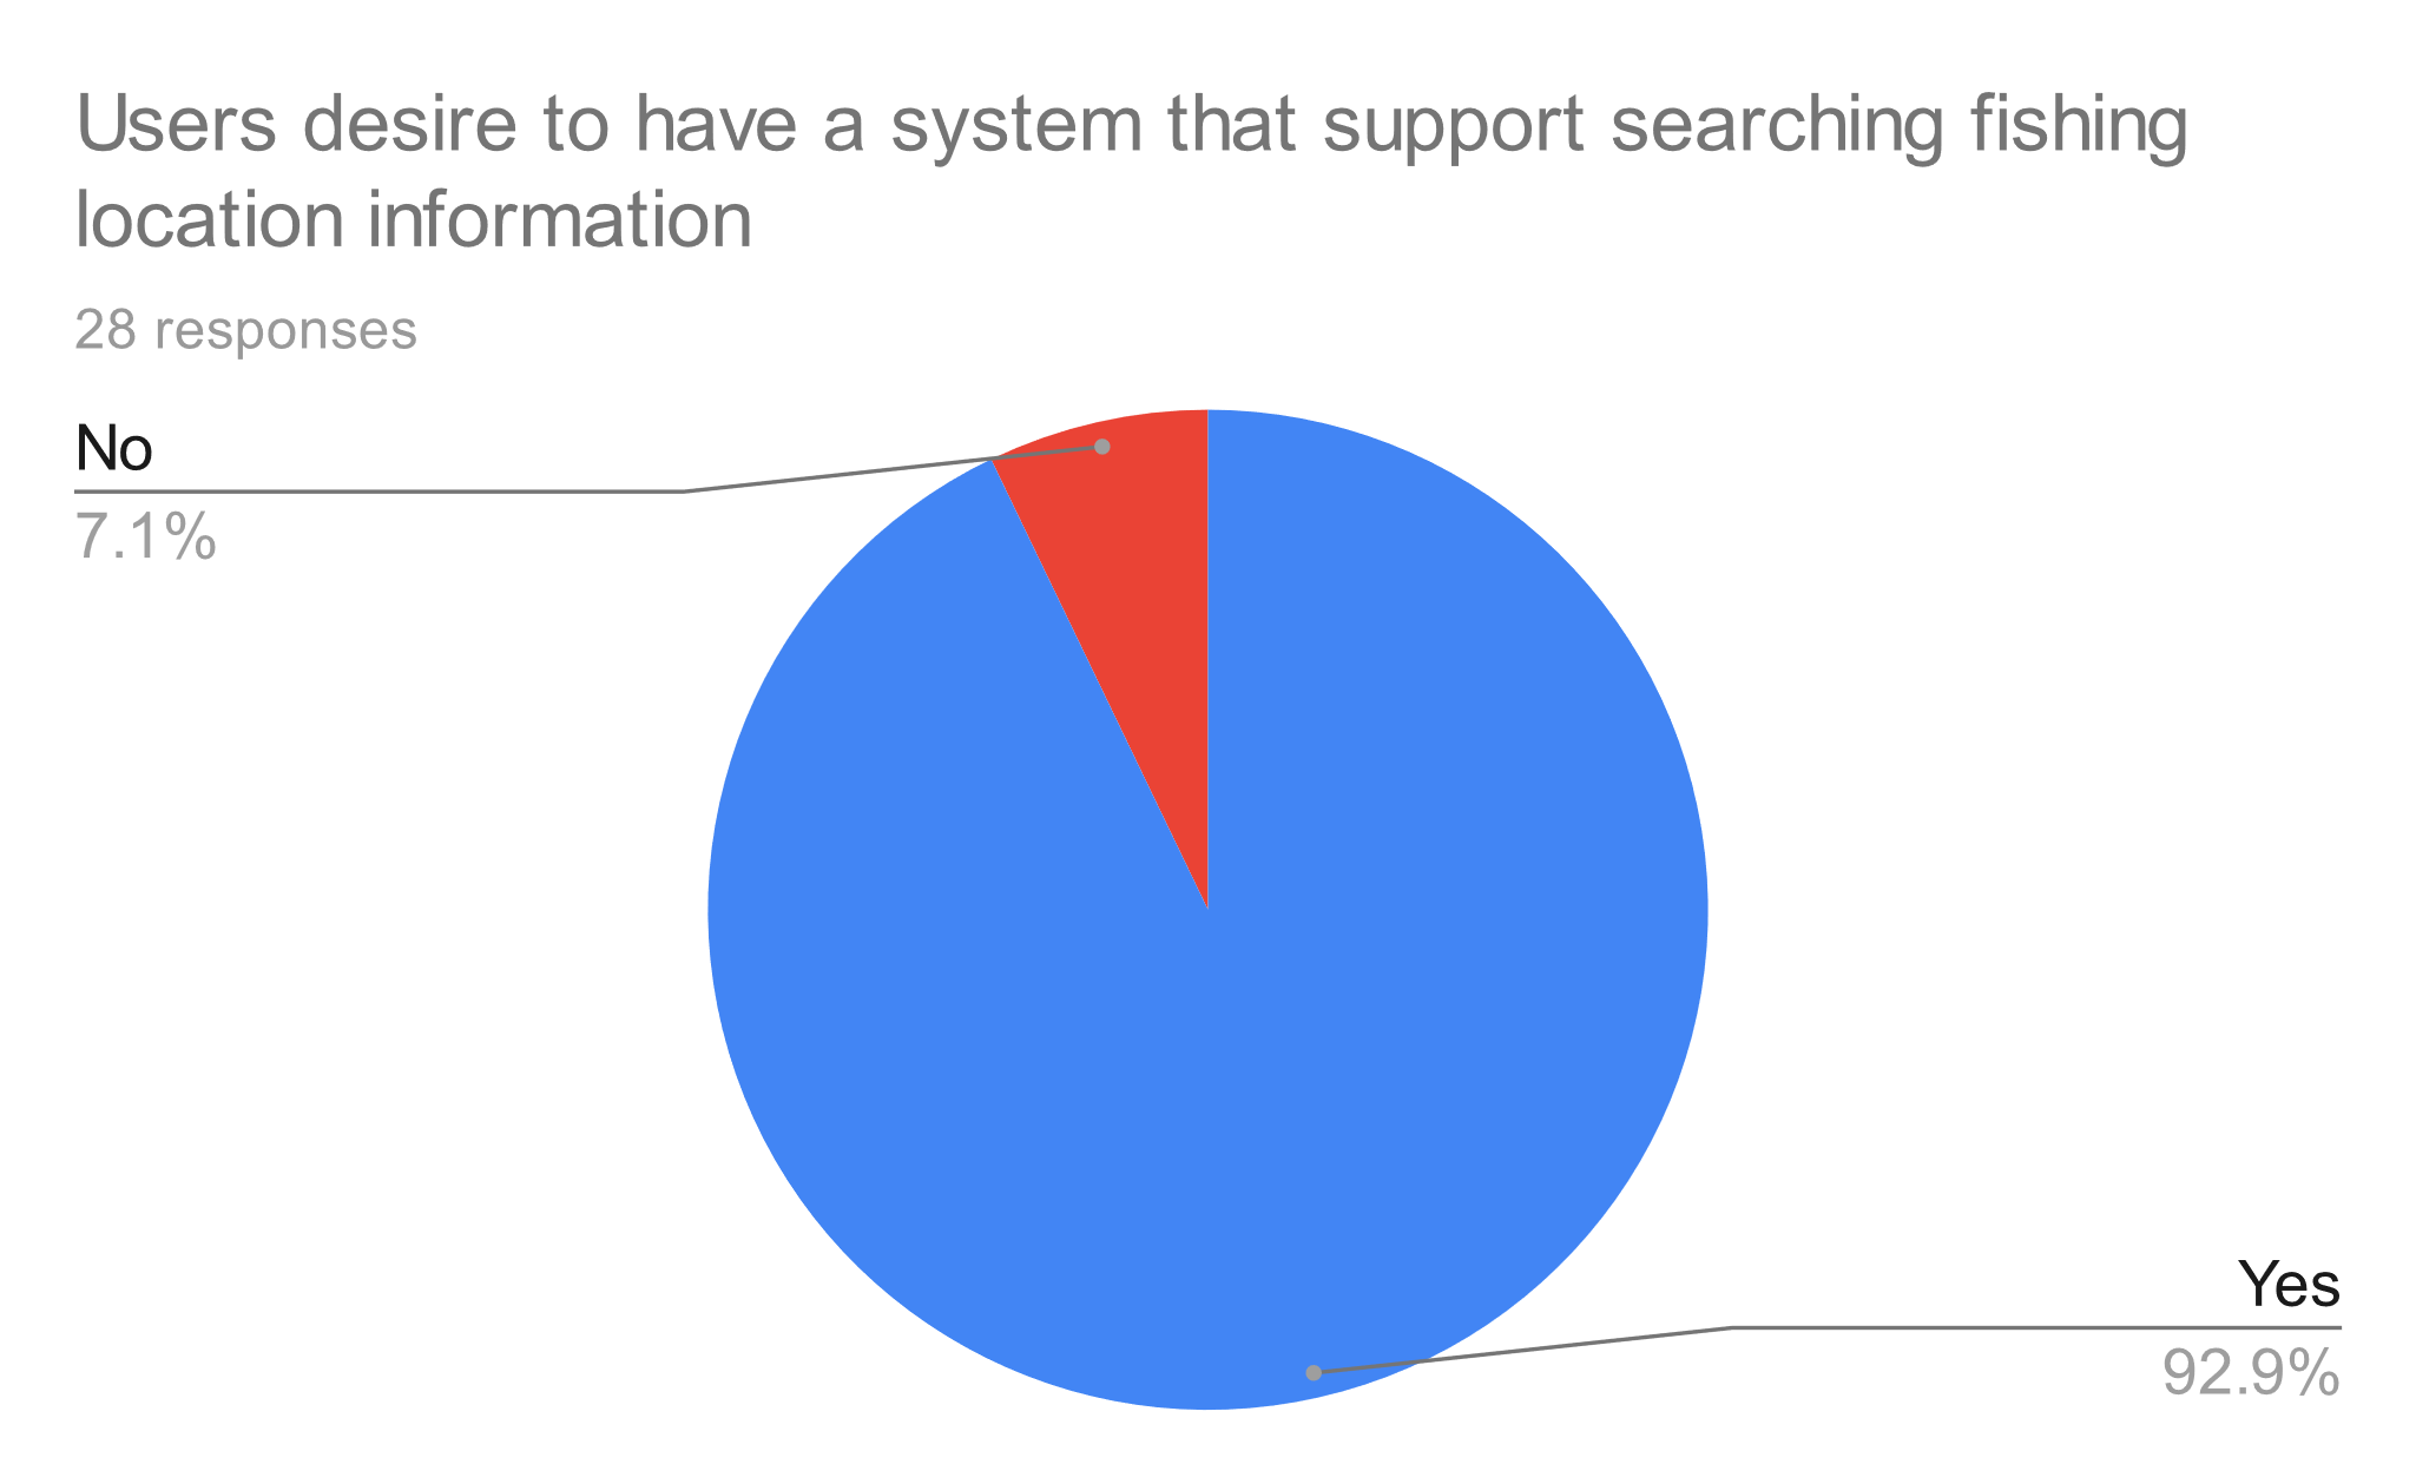 Users desire to have a system that support searching fishing
location information
28 responses
No
7.1%
Yes
92.9%